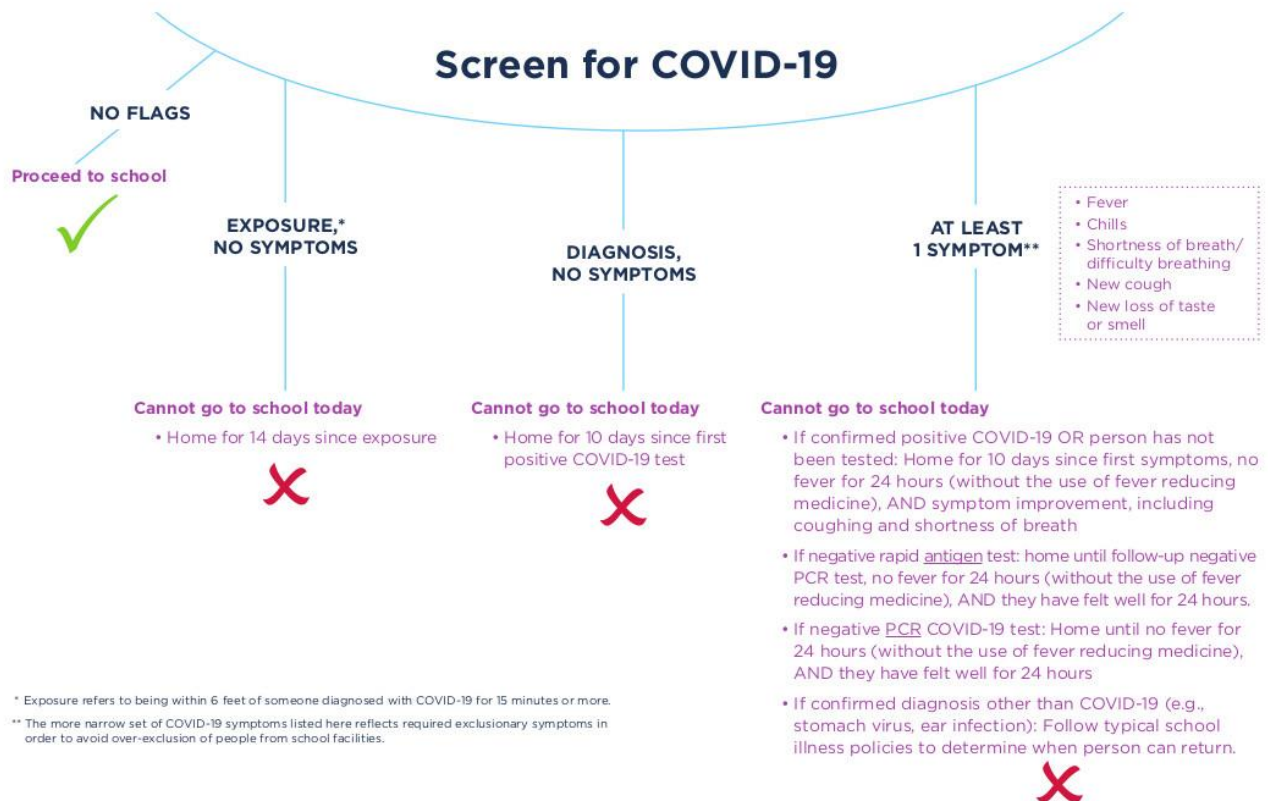 Screen for COVID-19
NO FLAGS
Proceed to school
EXPOSURE,*
NO SYMPTOMS
Cannot go to school today
• Home for 14 days since exposure
DIAGNOSIS,
NO SYMPTOMS
Cannot go to school today
• Home for 10 days since first
positive COVID-19 test
AT LEAST
1 SYMPTOM**
• Fever
• Chills
• Shortness of breath/
difficulty breathing
• New cough
• New loss of taste
or smell
Cannot go to school today
• If confirmed positive COVID-19 OR person has not
been tested: Home for 10 days since first symptoms, no
fever for 24 hours (without the use of fever reducing
medicine), AND symptom improvement, including
coughing and shortness of breath
• If negative rapid antigen test: home until follow-up negative
PCR test, no fever for 24 hours (without the use of fever
reducing medicine), AND they have felt well for 24 hours.
• If negative PCR COVID-19 test: Home until no fever for
24 hours (without the use of fever reducing medicine),
AND they have felt well for 24 hours
• If confirmed diagnosis other than COVID-19 (e.g.,
stomach virus, ear infection): Follow typical school
illness policies to determine when person can return.
* Exposure refers to being within 6 feet of someone diagnosed with COVID-19 for 15 minutes or more.
** The more narrow set of COVID-19 symptoms listed here reflects required exclusionary symptoms in
order to avoid over-exclusion of people from school facilities.